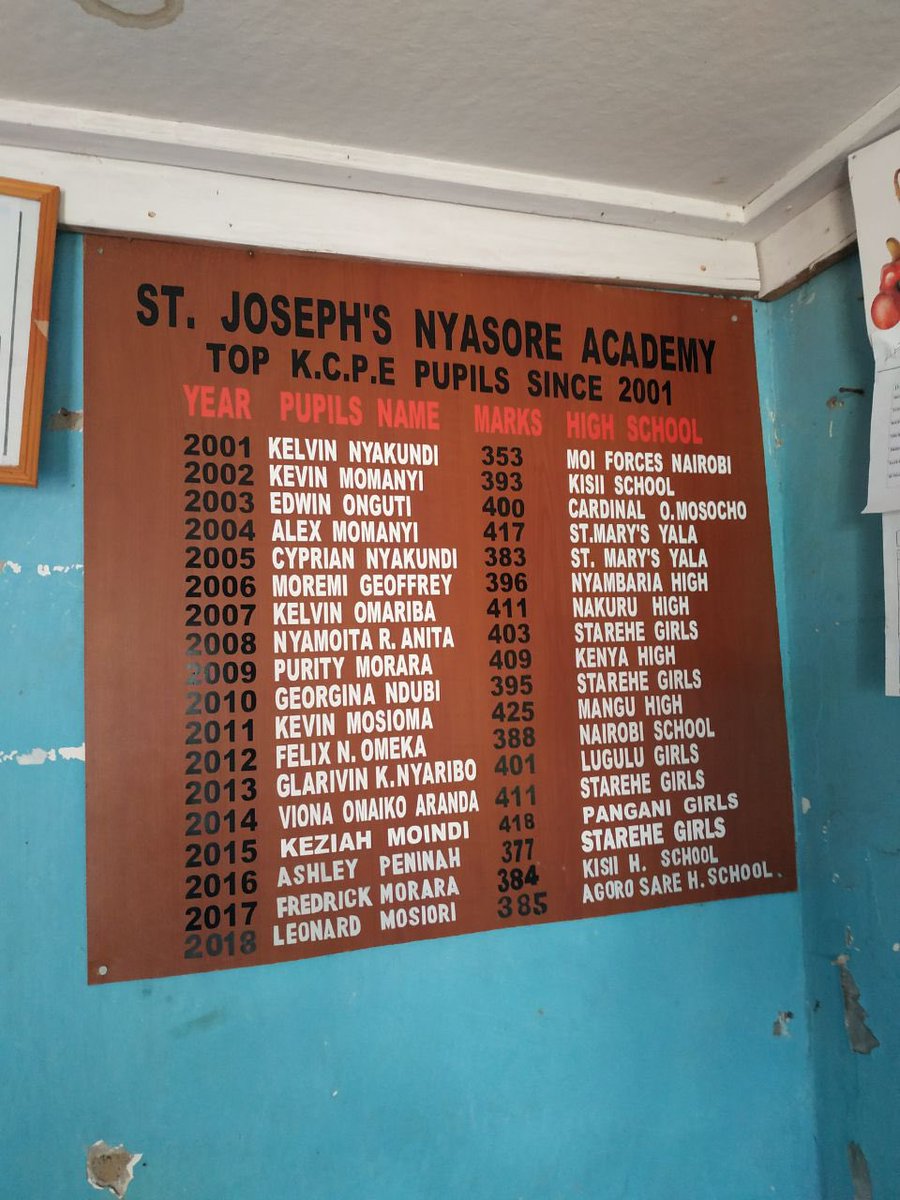 ST. JOSEPH'S NYASORE ACADEMY
TOP K.C.P.E PUPILS SINCE 2001
YEAR PUPILS NAME MARKS HIGH SCHOOL
2001 KELVIN NYAKUNDI 353 MOI FORCES NAIROBI
2002 KEVIN MOMANYI 393 KISII SCHOOL
2003 EDWIN ONGUTI 400 CARDINAL O.MOSOCHO
2004 ALEX MOMANYI 417 ST.MARY'S YALA
2005 CYPRIAN NYAKUNDI 383 ST. MARY'S YALA
2006 MOREMI GEOFFREY 396 NYAMBARIA HIGH
2007 KELVIN OMARIBA 411 NAKURU HIGH
2008 NYAMOITA R. ANITA 403 STAREHE GIRLS
2009 PURITY MORARA 409 KENYA HIGH
2010 GEORGINA NDUBI 395 STAREHE GIRLS
2011 KEVIN MOSIOMA 425 MANGU HIGH
2012 FELIX N. OMEKA 388 NAIROBI SCHOOL
2013 GLARIVIN K.NYARIBO 401 LUGULU GIRLS
2014 VIONA OMAIKO ARANDA 411 STAREHE GIRLS
2015 KEZIAH MOINDI 418 PANGANI GIRLS
2016 ASHLEY PENINAH 377 STAREHE GIRLS
2017 FREDRICK MORARA 384 KISII H. SCHOOL
2018 LEONARD MOSIORI 385 AGORO SARE H. SCHOOL.